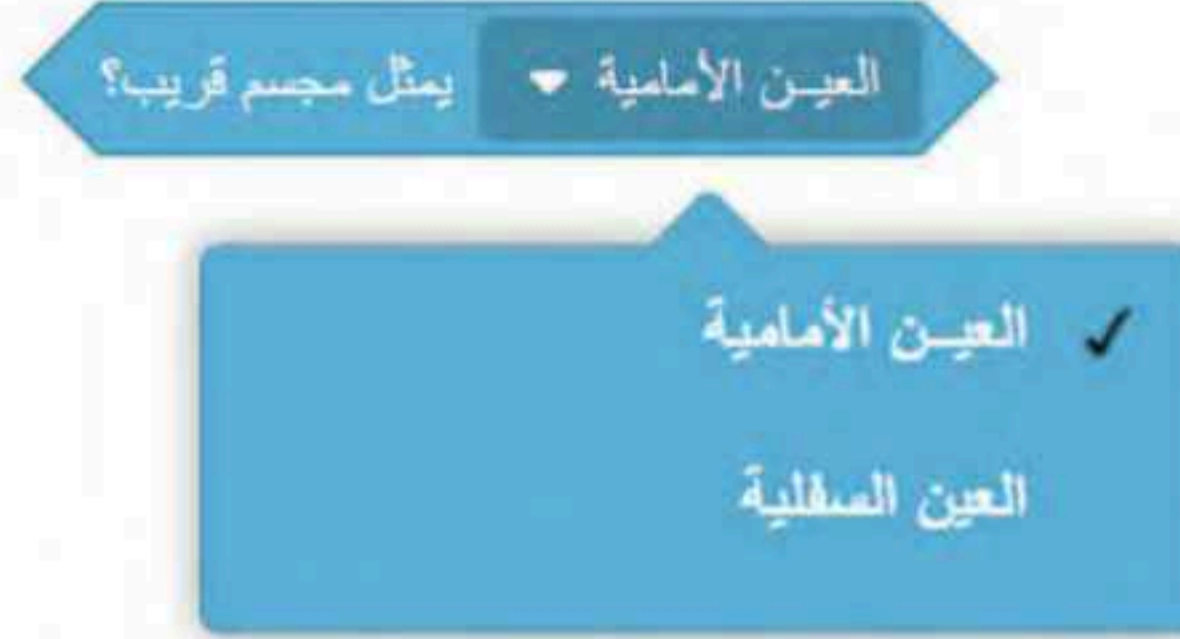 العين الأمامية يمثل مجسم قريب؟
✓ العين الأمامية
العين السفلية